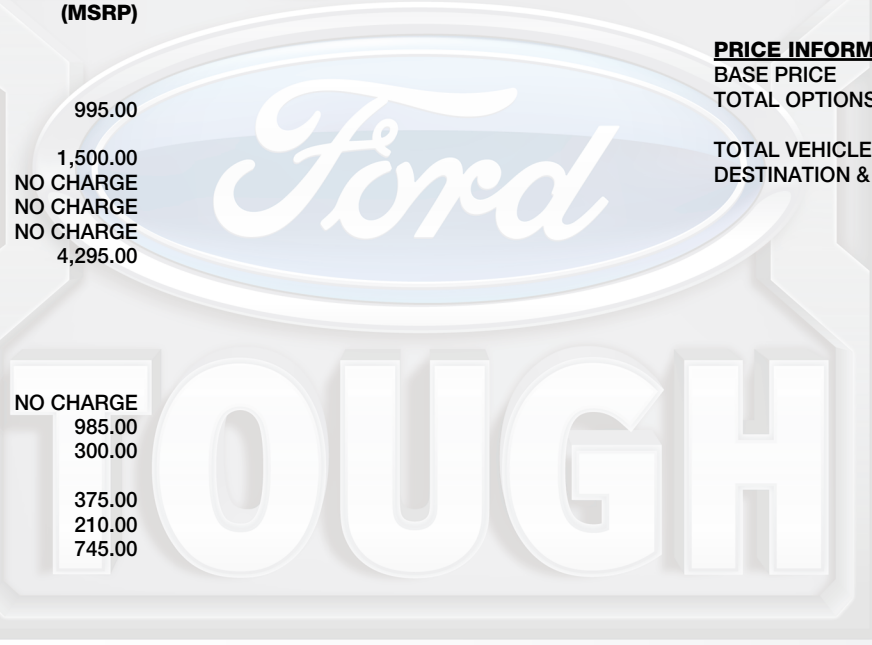 (MSRP)
995.00
1,500.00
NO CHARGE
NO CHARGE
NO CHARGE
4,295.00
NO CHARGE
985.00
300.00
375.00
210.00
745.00
PRICE INFORM
BASE PRICE
TOTAL OPTIONS
TOTAL VEHICLE
DESTINATION &
Ford
TOUGH